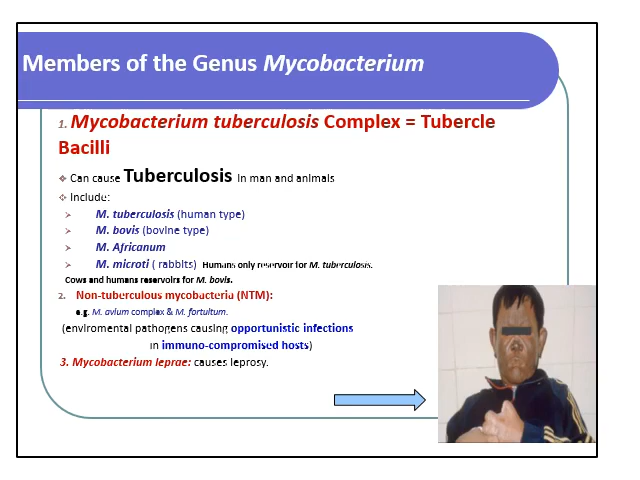 Members of the Genus Mycobacterium
1. Mycobacterium tuberculosis Complex = Tubercle
Bacilli
❖ Can cause Tuberculosis in man and animals
❖ Include:
➢ M. tuberculosis (human type)
➢ M. bovis (bovine type)
➢ M. Africanum
➢ M. microti ( rabbits) Humans only reservoir for M. tuberculosis.
Cows and humans reservoirs for M. bovis.
2. Non-tuberculous mycobacteria (NTM):
e.g. M. avium complex & M. fortultum.
(enviromental pathogens causing opportunistic infections
in immuno-compromised hosts)
3. Mycobacterium leprae: causes leprosy.